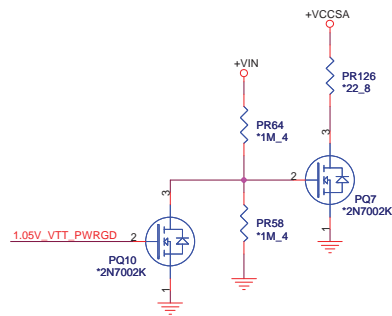 +VCCSA
+VIN
PR126
*22_8
PR64
*1M_4
3
2
PQ7
*2N7002K
1
3
PR58
*1M_4
1.05V_VTT_PWRGD
2
PQ10
*2N7002K
1